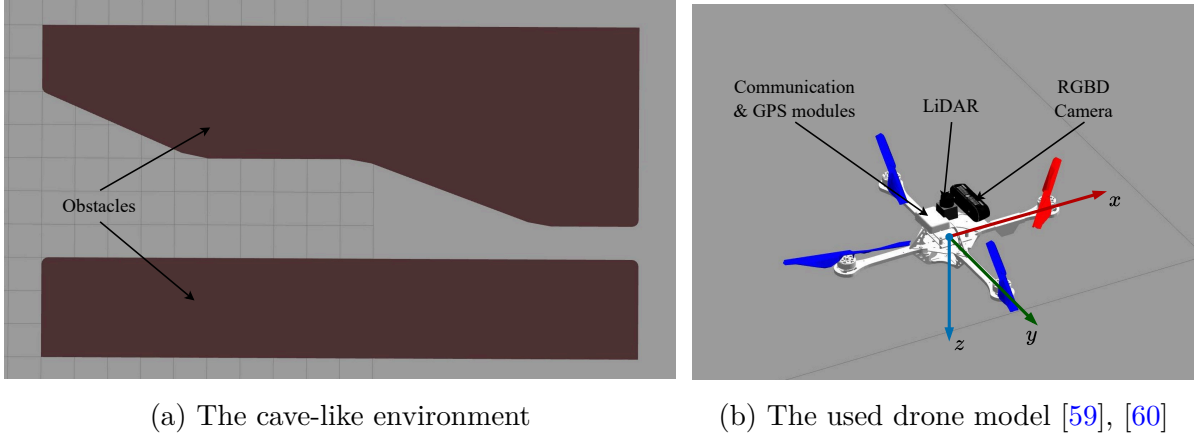 Obstacles
Communication
& GPS modules
LiDAR
RGBD
Camera
x
y
z
(a) The cave-like environment
(b) The used drone model [59], [60]